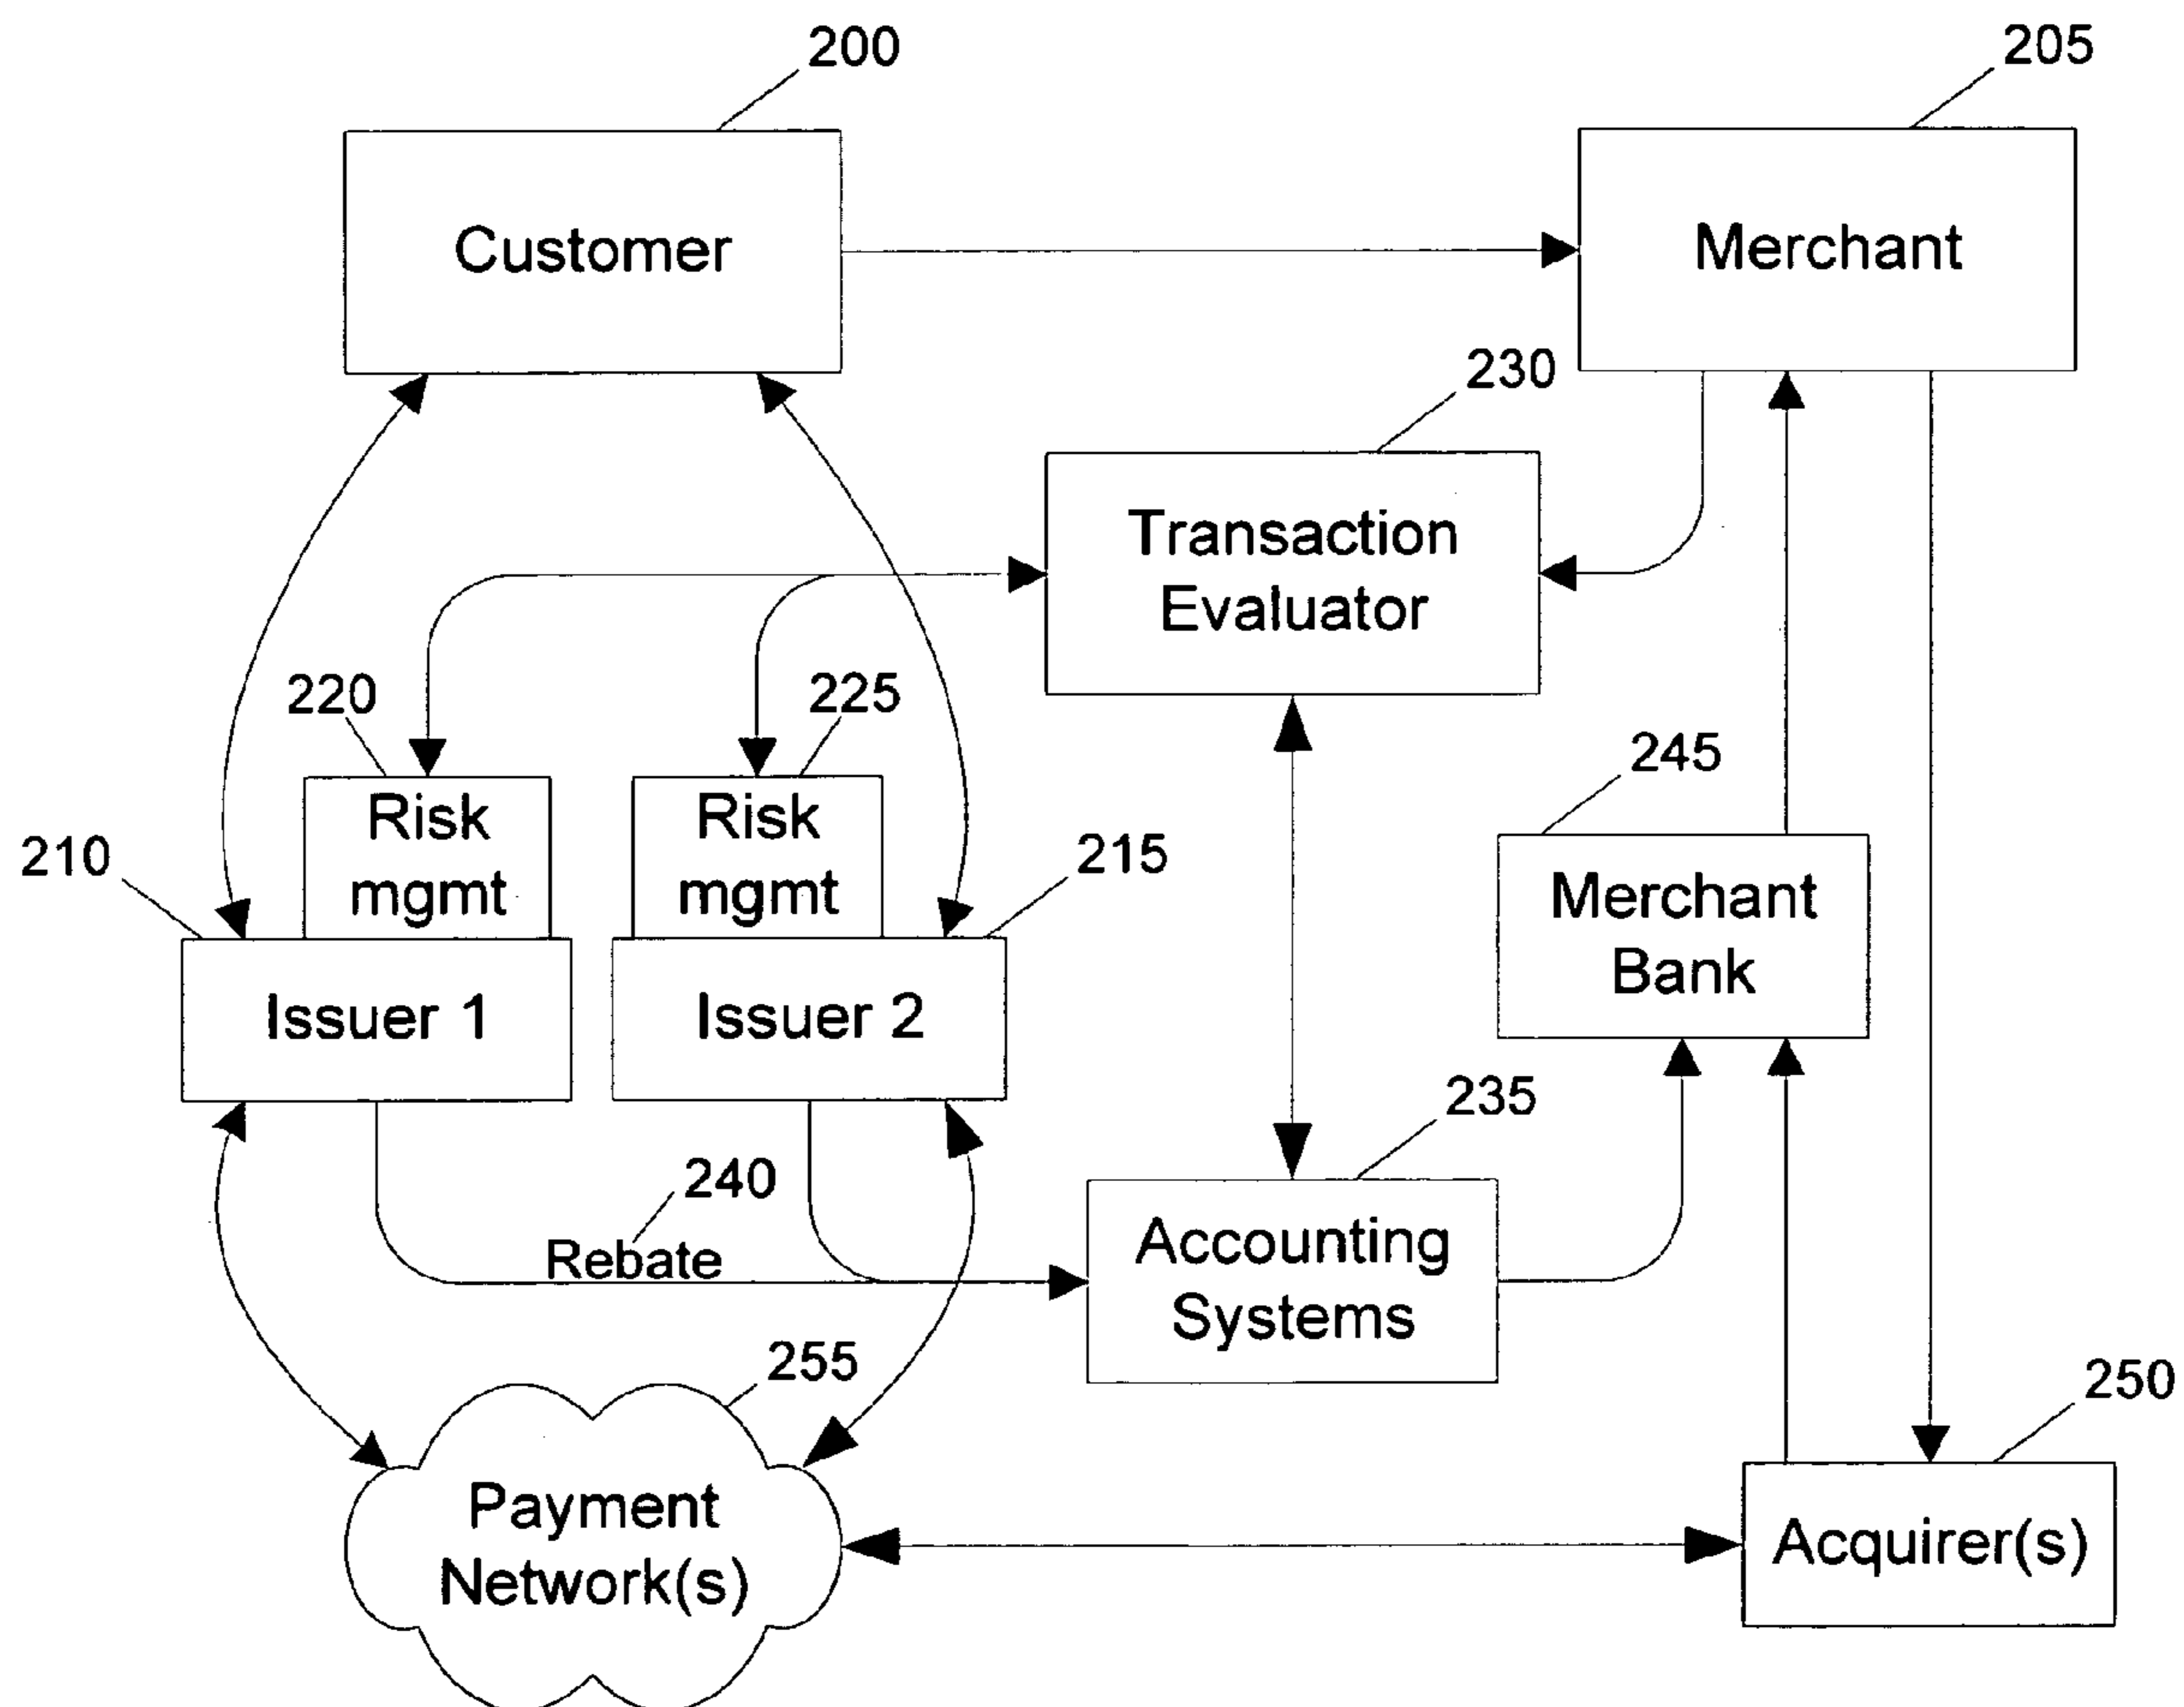 200
205
Customer
Merchant
230
Transaction
Evaluator
220
225
245
Risk
mgmt
Risk
mgmt
210
215
Merchant
Bank
Issuer 1
Issuer 2
235
240
Rebate
Accounting
Systems
255
250
Payment
Network(s)
Acquirer(s)